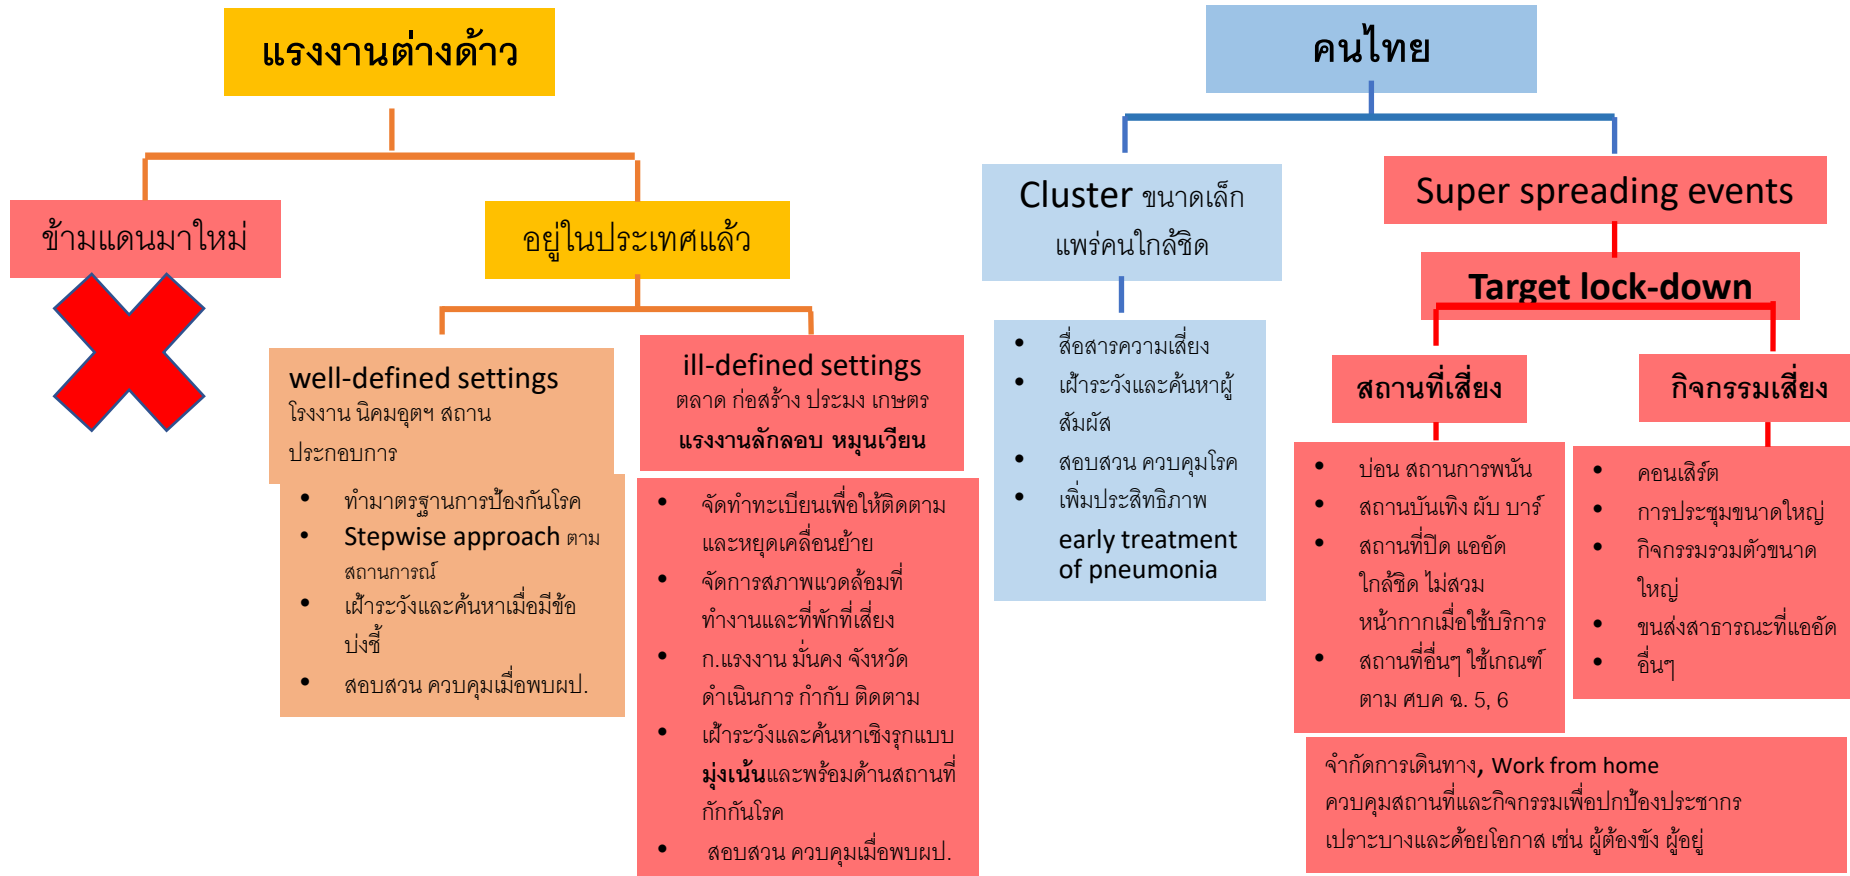 แรงงานต่างด้าว
ข้ามแดนมาใหม่
อยู่ในประเทศแล้ว
well-defined settings
โรงงาน นิคมอุตฯ สถาน
ประกอบการ
• ทำมาตรฐานการป้องกันโรค
• Stepwise approach ตาม
สถานการณ์
• เฝ้าระวังและค้นหาเมื่อมีข้อ
บ่งชี้
• สอบสวน ควบคุมเมื่อพบผป.
ill-defined settings
ตลาด ก่อสร้าง ประมง เกษตร
แรงงานลักลอบ หมุนเวียน
• จัดทำทะเบียนเพื่อให้ติดตาม
และหยุดเคลื่อนย้าย
• จัดการสภาพแวดล้อมที่
ทำงานและที่พักที่เสี่ยง
• ก.แรงงาน มั่นคง จังหวัด
ดำเนินการ กำกับ ติดตาม
• เฝ้าระวังและค้นหาเชิงรุกแบบ
มุ่งเน้นและพร้อมด้านสถานที่
กักกันโรค
• สอบสวน ควบคุมเมื่อพบผป.
คนไทย
Cluster ขนาดเล็ก
แพร่คนใกล้ชิด
• สื่อสารความเสี่ยง
• เฝ้าระวังและค้นหาผู้
สัมผัส
• สอบสวน ควบคุมโรค
• เพิ่มประสิทธิภาพ
early treatment
of pneumonia
Super spreading events
Target lock-down
สถานที่เสี่ยง
• บ่อน สถานการพนัน
• สถานบันเทิง ผับ บาร์
• สถานที่ปิด แออัด
ใกล้ชิด ไม่สวม
หน้ากากเมื่อใช้บริการ
• สถานที่อื่นๆ ใช้เกณฑ์
ตาม ศบค ฉ. 5, 6
กิจกรรมเสี่ยง
• คอนเสิร์ต
• การประชุมขนาดใหญ่
• กิจกรรมรวมตัวขนาด
ใหญ่
• ขนส่งสาธารณะที่แออัด
• อื่นๆ
จำกัดการเดินทาง, Work from home
ควบคุมสถานที่และกิจกรรมเพื่อปกป้องประชากร
เปราะบางและด้อยโอกาส เช่น ผู้ต้องขัง ผู้อยู่